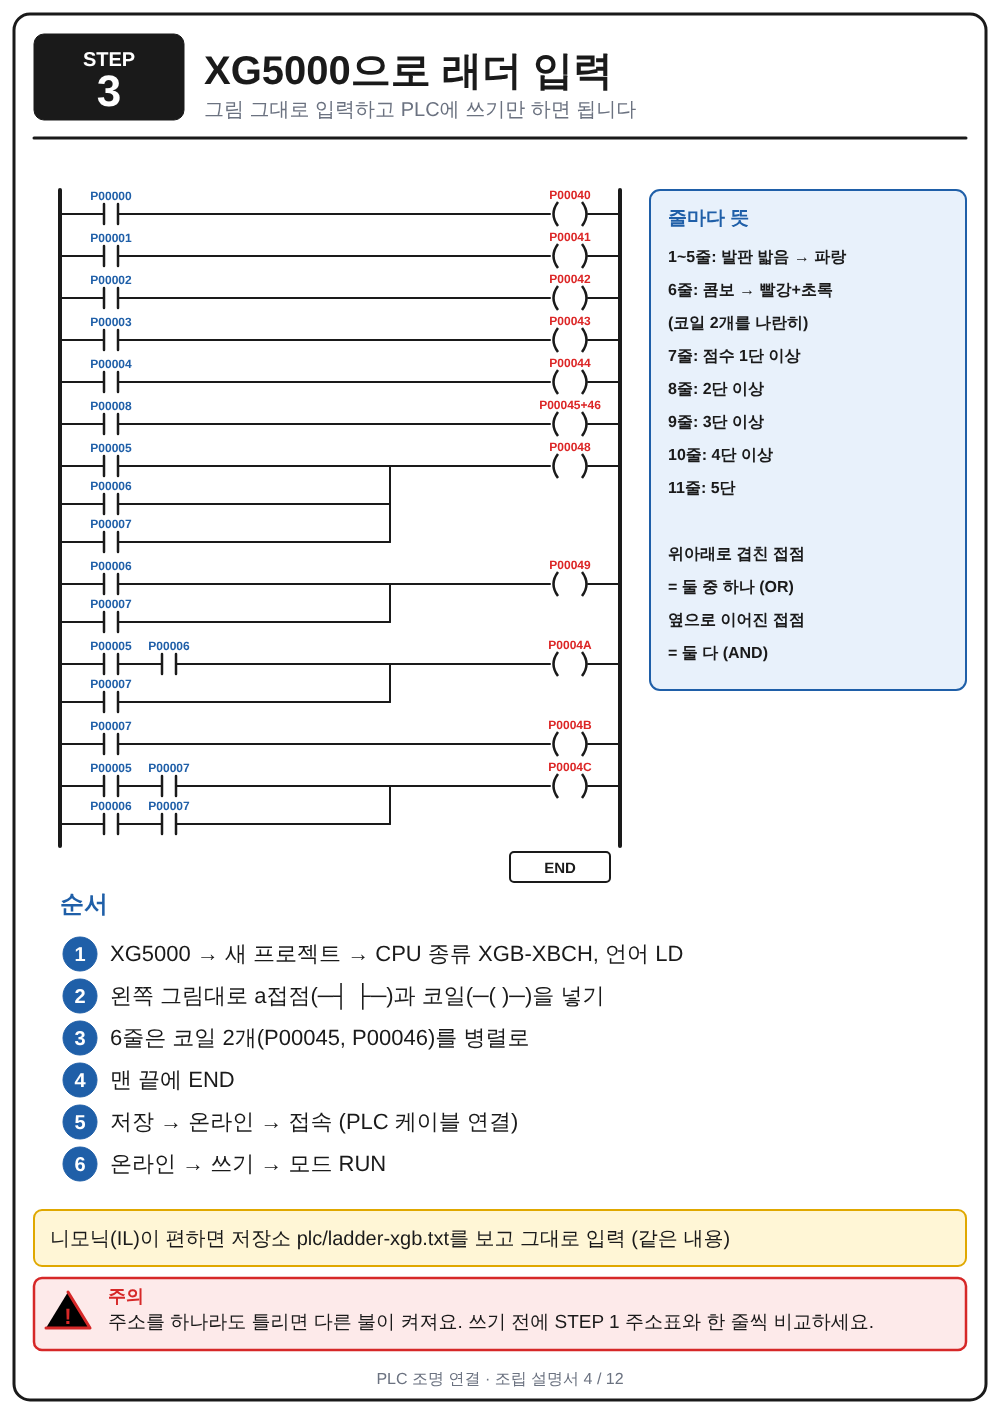 STEP
3
XG5000으로 래더 입력
그림 그대로 입력하고 PLC에 쓰기만 하면 됩니다
P00000 P00040
P00001 P00041
P00002 P00042
P00003 P00043
P00004 P00044
P00008 P00045+46
P00005 P00048
P00006
P00007
P00006 P00049
P00007
P00005 P00006 P0004A
P00007
P00007 P0004B
P00005 P00007 P0004C
P00006 P00007
END
줄마다 뜻
1~5줄: 발판 밟음 → 파랑
6줄: 콤보 → 빨강+초록
(코일 2개를 나란히)
7줄: 점수 1단 이상
8줄: 2단 이상
9줄: 3단 이상
10줄: 4단 이상
11줄: 5단
위아래로 겹친 접점
= 둘 중 하나 (OR)
옆으로 이어진 접점
= 둘 다 (AND)
순서
1 XG5000 → 새 프로젝트 → CPU 종류 XGB-XBCH, 언어 LD
2 왼쪽 그림대로 a접점(─┤ ├─)과 코일(─( )─)을 넣기
3 6줄은 코일 2개(P00045, P00046)를 병렬로
4 맨 끝에 END
5 저장 → 온라인 → 접속 (PLC 케이블 연결)
6 온라인 → 쓰기 → 모드 RUN
니모닉(IL)이 편하면 저장소 plc/ladder-xgb.txt를 보고 그대로 입력 (같은 내용)
!
주의
주소를 하나라도 틀리면 다른 불이 켜져요. 쓰기 전에 STEP 1 주소표와 한 줄씩 비교하세요.
PLC 조명 연결 · 조립 설명서 4 / 12